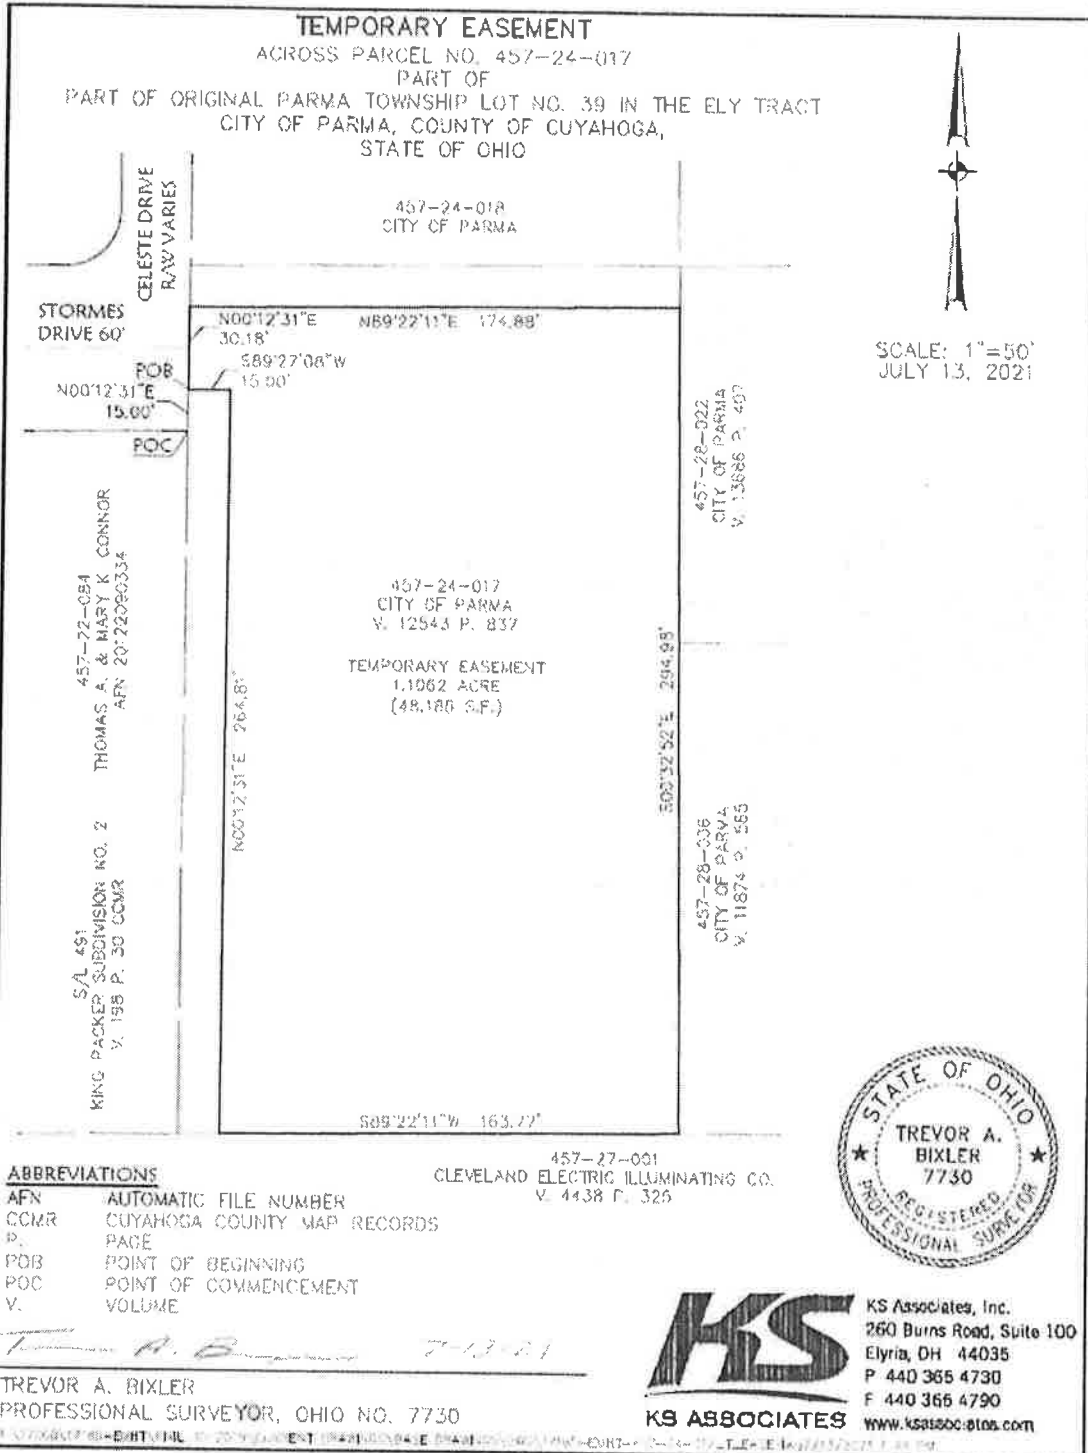 TEMPORARY EASEMENT
ACROSS PARCEL NO. 457-24-017
PART OF
PART OF ORIGINAL PARMA TOWNSHIP LOT NO. 39 IN THE ELY TRACT
CITY OF PARMA, COUNTY OF CUYAHOGA,
STATE OF OHIO
CELESTE DRIVE
R/W VARIES
457-24-018
CITY OF PARMA
STORMES
DRIVE 60'
N00°12'31"E
30.18'
N89°22'11"E 174.88'
S89°27'08"W
15.00'
POB
N00°12'31"E
15.00'
POC
SCALE: 1"=50'
JULY 13, 2021
457-28-022
CITY OF PARMA
V. 13686 P. 407
457-72-084
THOMAS A. & MARY K CONNOR
AFN 20122090334
457-24-017
CITY OF PARMA
V. 12543 P. 837
TEMPORARY EASEMENT
1.1062 ACRE
(48,186 S.F.)
N00°12'31"E 264.81'
S00°32'52"E 294.98'
S/L 491
KING PACKER SUBDIVISION NO. 2
V. 198 P. 30 CCMR
457-28-036
CITY OF PARMA
V. 11874 P. 565
S89°22'11"W 163.77'
457-27-001
CLEVELAND ELECTRIC ILLUMINATING CO.
V. 4438 P. 325
STATE OF OHIO
TREVOR A.
BIXLER
7730
REGISTERED
PROFESSIONAL SURVEYOR
ABBREVIATIONS
AFN AUTOMATIC FILE NUMBER
CCMR CUYAHOGA COUNTY MAP RECORDS
P. PAGE
POB POINT OF BEGINNING
POC POINT OF COMMENCEMENT
V. VOLUME
7-13-21
TREVOR A. BIXLER
PROFESSIONAL SURVEYOR, OHIO NO. 7730
KS
KS ASSOCIATES
KS Associates, Inc.
260 Burns Road, Suite 100
Elyria, OH 44035
P 440 365 4730
F 440 365 4790
www.ksassociates.com